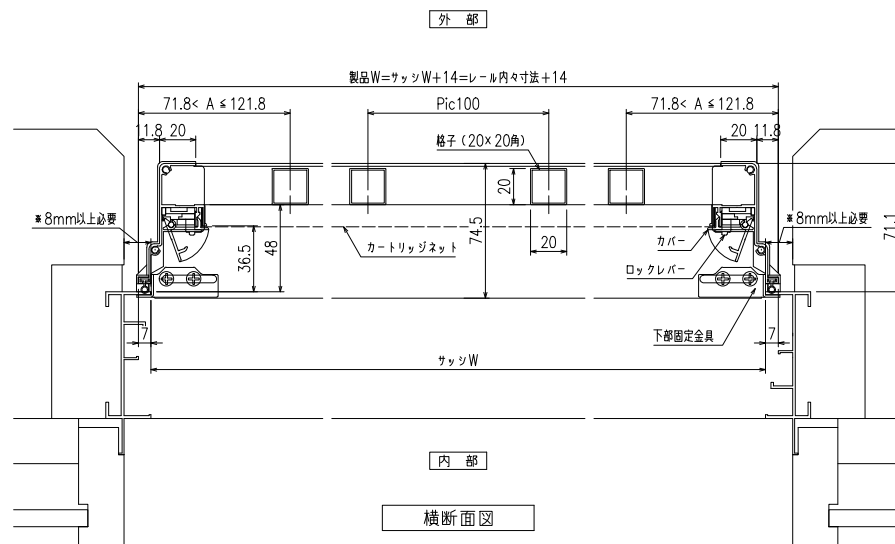 外 部
製品W=サッシW+14=レール内々寸法+14
71.8< A ≦121.8
Pic100
71.8< A ≦121.8
11.8
20
格子（20×20角）
20
11.8
20
※8mm以上必要
※8mm以上必要
71.1
36.5
48
カートリッジネット
74.5
20
カバー
ロックレバー
7
下部固定金具
7
サッシW
内 部
横断面図